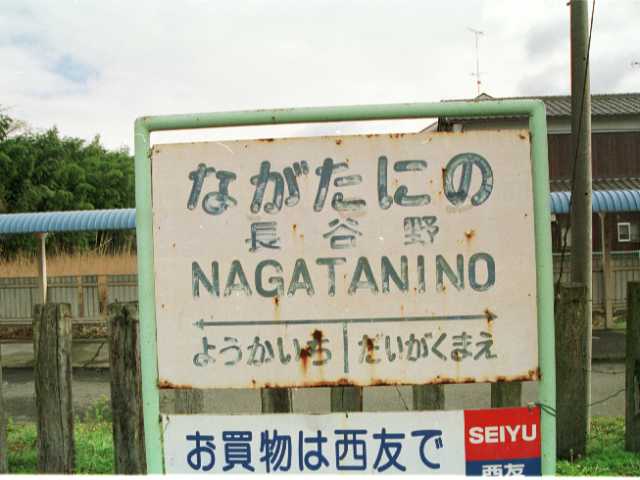 ながたにの
長谷野
NAGATANINO
ようかいち だいがくまえ
お買物は西友で
SEIYU
西友